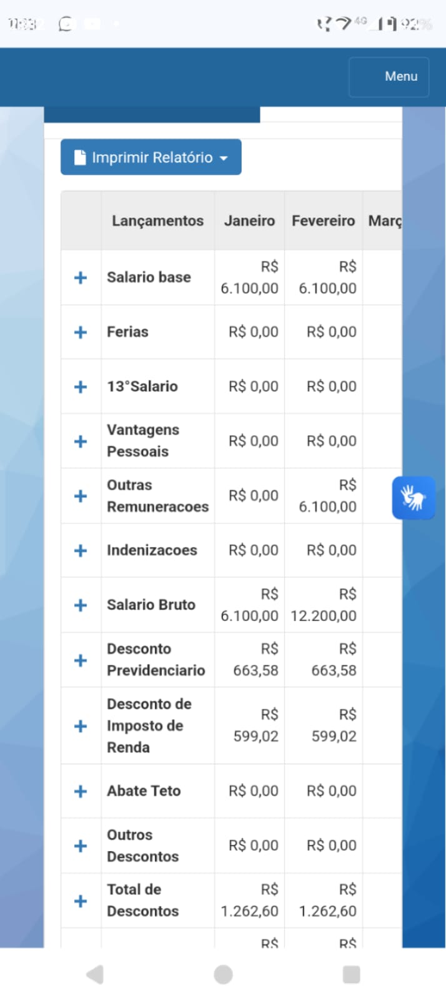 4G
Menu
Imprimir Relatório
Lançamentos Janeiro Fevereiro Març
Salario base R$ 6.100,00 R$ 6.100,00
Ferias R$ 0,00 R$ 0,00
13°Salario R$ 0,00 R$ 0,00
Vantagens Pessoais R$ 0,00 R$ 0,00
Outras Remuneracoes R$ 0,00 R$ 6.100,00
Indenizacoes R$ 0,00 R$ 0,00
Salario Bruto R$ 6.100,00 R$ 12.200,00
Desconto Previdenciario R$ 663,58 R$ 663,58
Desconto de Imposto de Renda R$ 599,02 R$ 599,02
Abate Teto R$ 0,00 R$ 0,00
Outros Descontos R$ 0,00 R$ 0,00
Total de Descontos R$ 1.262,60 R$ 1.262,60
R$ R$